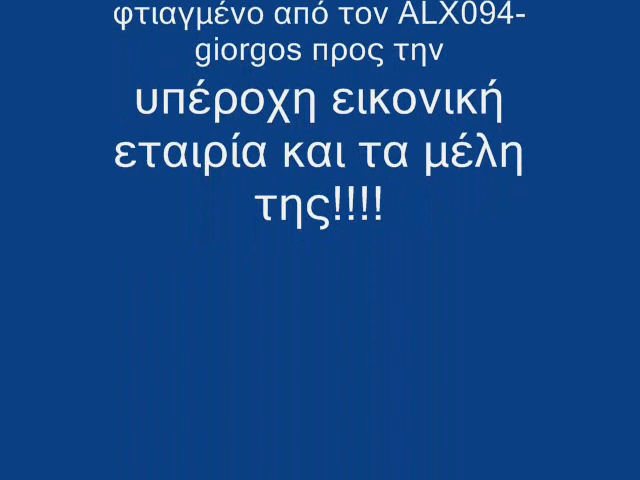 φτιαγμένο από τον ALX094-
giorgos προς την
υπέροχη εικονική
εταιρία και τα μέλη
της!!!!